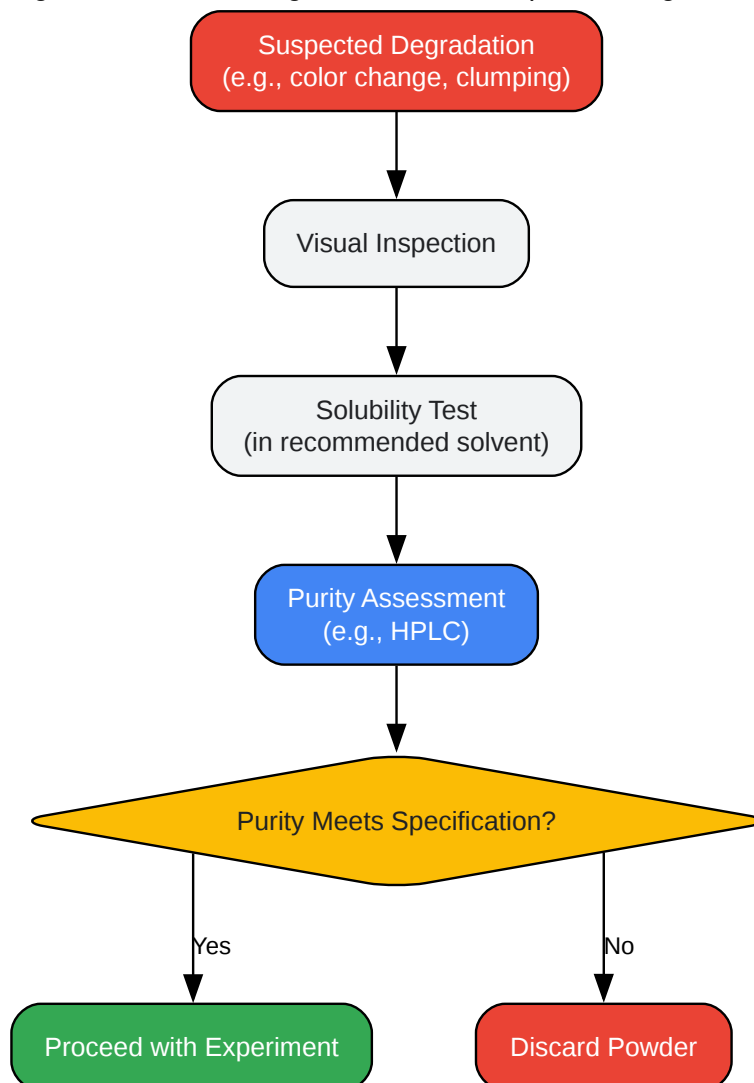 Suspected Degradation
(e.g., color change, clumping)
Visual Inspection
Solubility Test
(in recommended solvent)
Purity Assessment
(e.g., HPLC)
Purity Meets Specification?
Yes
No
Proceed with Experiment
Discard Powder